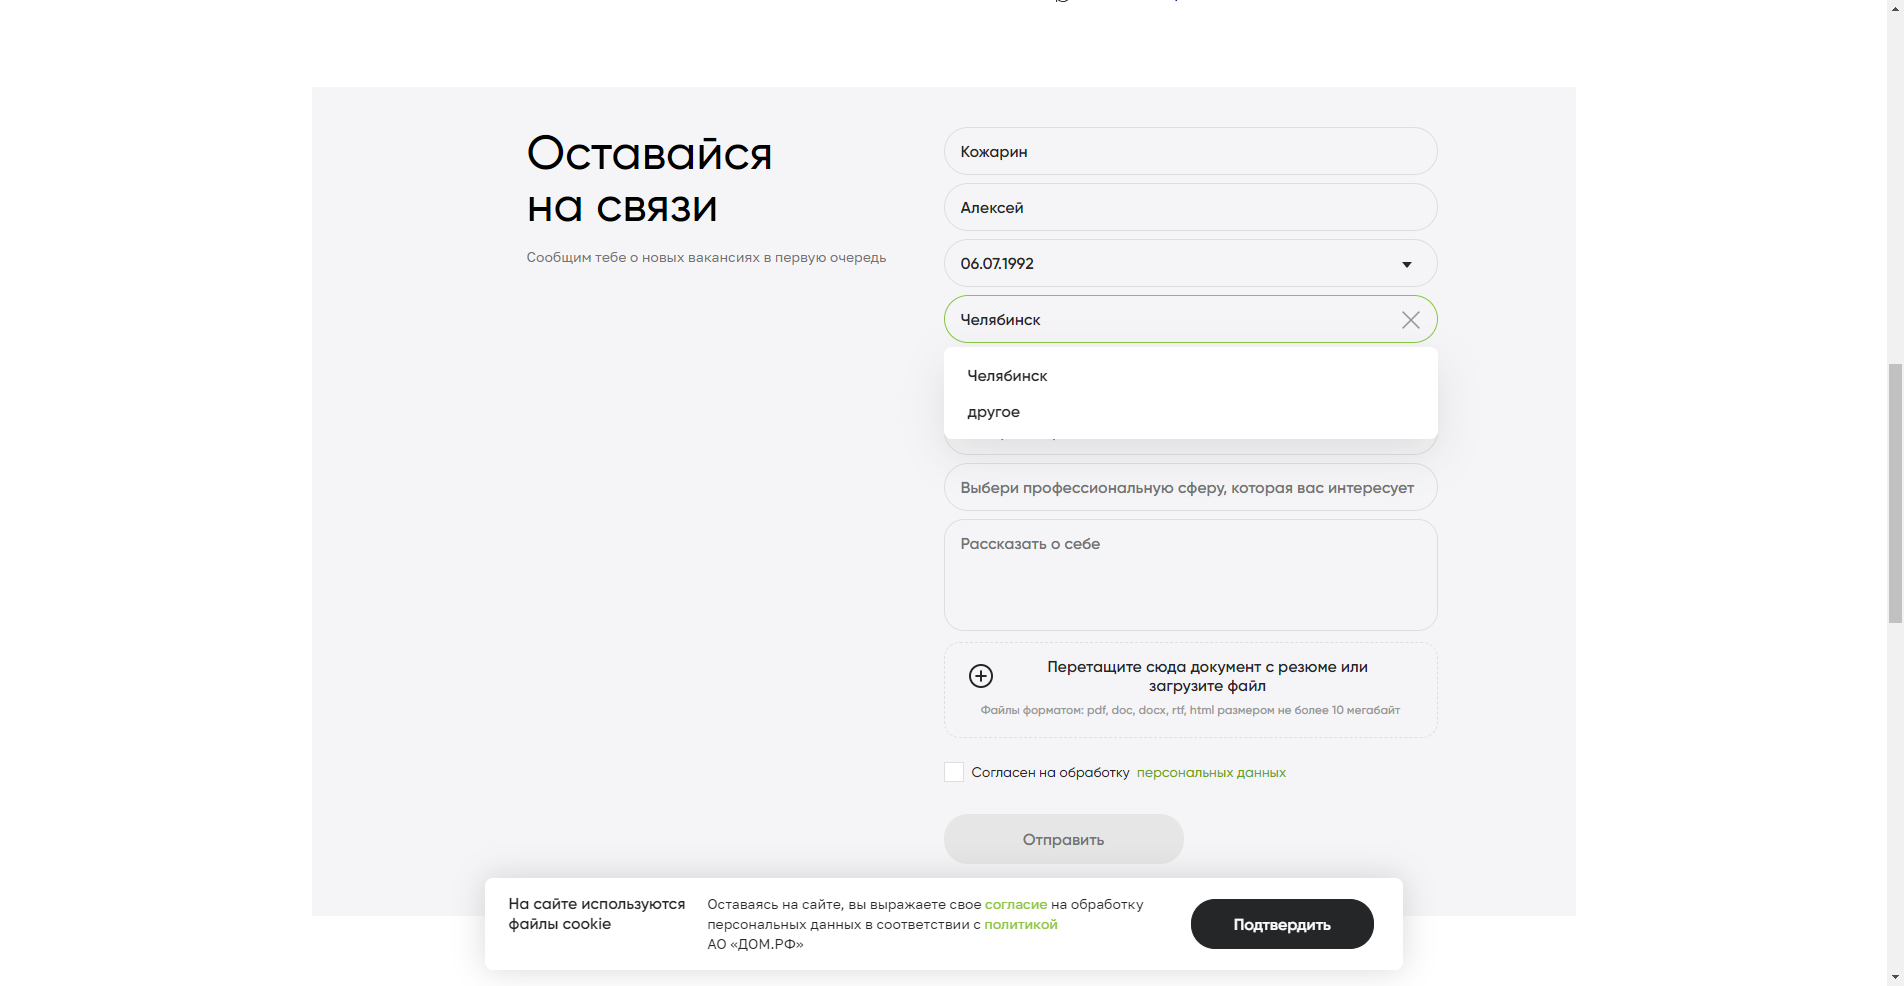 Оставайся
на связи
Сообщим тебе о новых вакансиях в первую очередь
Кожарин
Алексей
06.07.1992
Челябинск
Челябинск
другое
Выбери профессиональную сферу, которая вас интересует
Рассказать о себе
Перетащите сюда документ с резюме или
загрузите файл
Файлы форматом: pdf, doc, docx, rtf, html размером не более 10 мегабайт
Согласен на обработку персональных данных
Отправить
На сайте используются
файлы cookie
Оставаясь на сайте, вы выражаете свое согласие на обработку
персональных данных в соответствии с политикой
АО «ДОМ.РФ»
Подтвердить